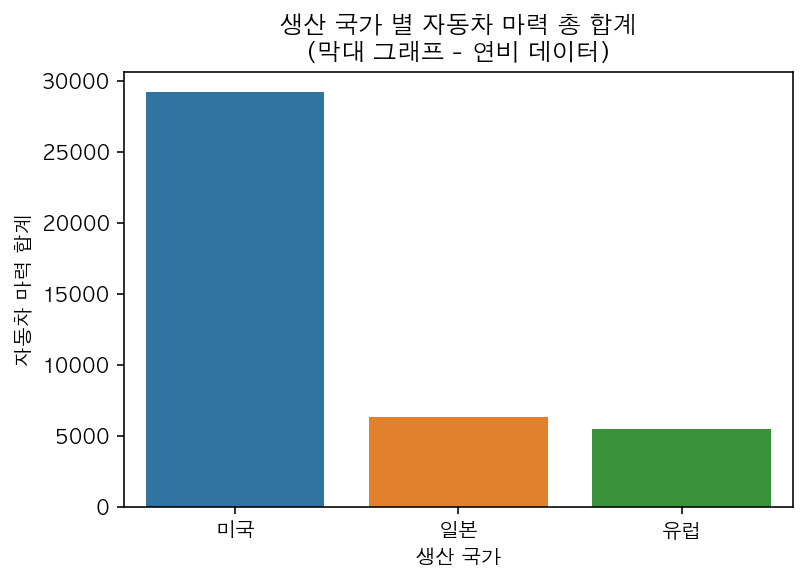 생산 국가 별 자동차 마력 총 합계
(막대 그래프 - 연비 데이터)
자동차 마력 합계
30000
25000
20000
15000
10000
5000
0
미국
일본
유럽
생산 국가